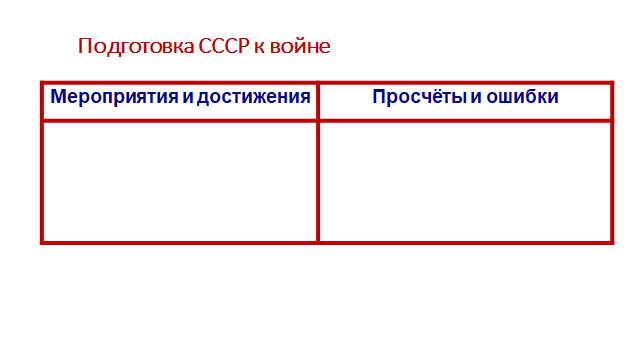 Подготовка СССР к войне
Мероприятия и достижения
Просчёты и ошибки